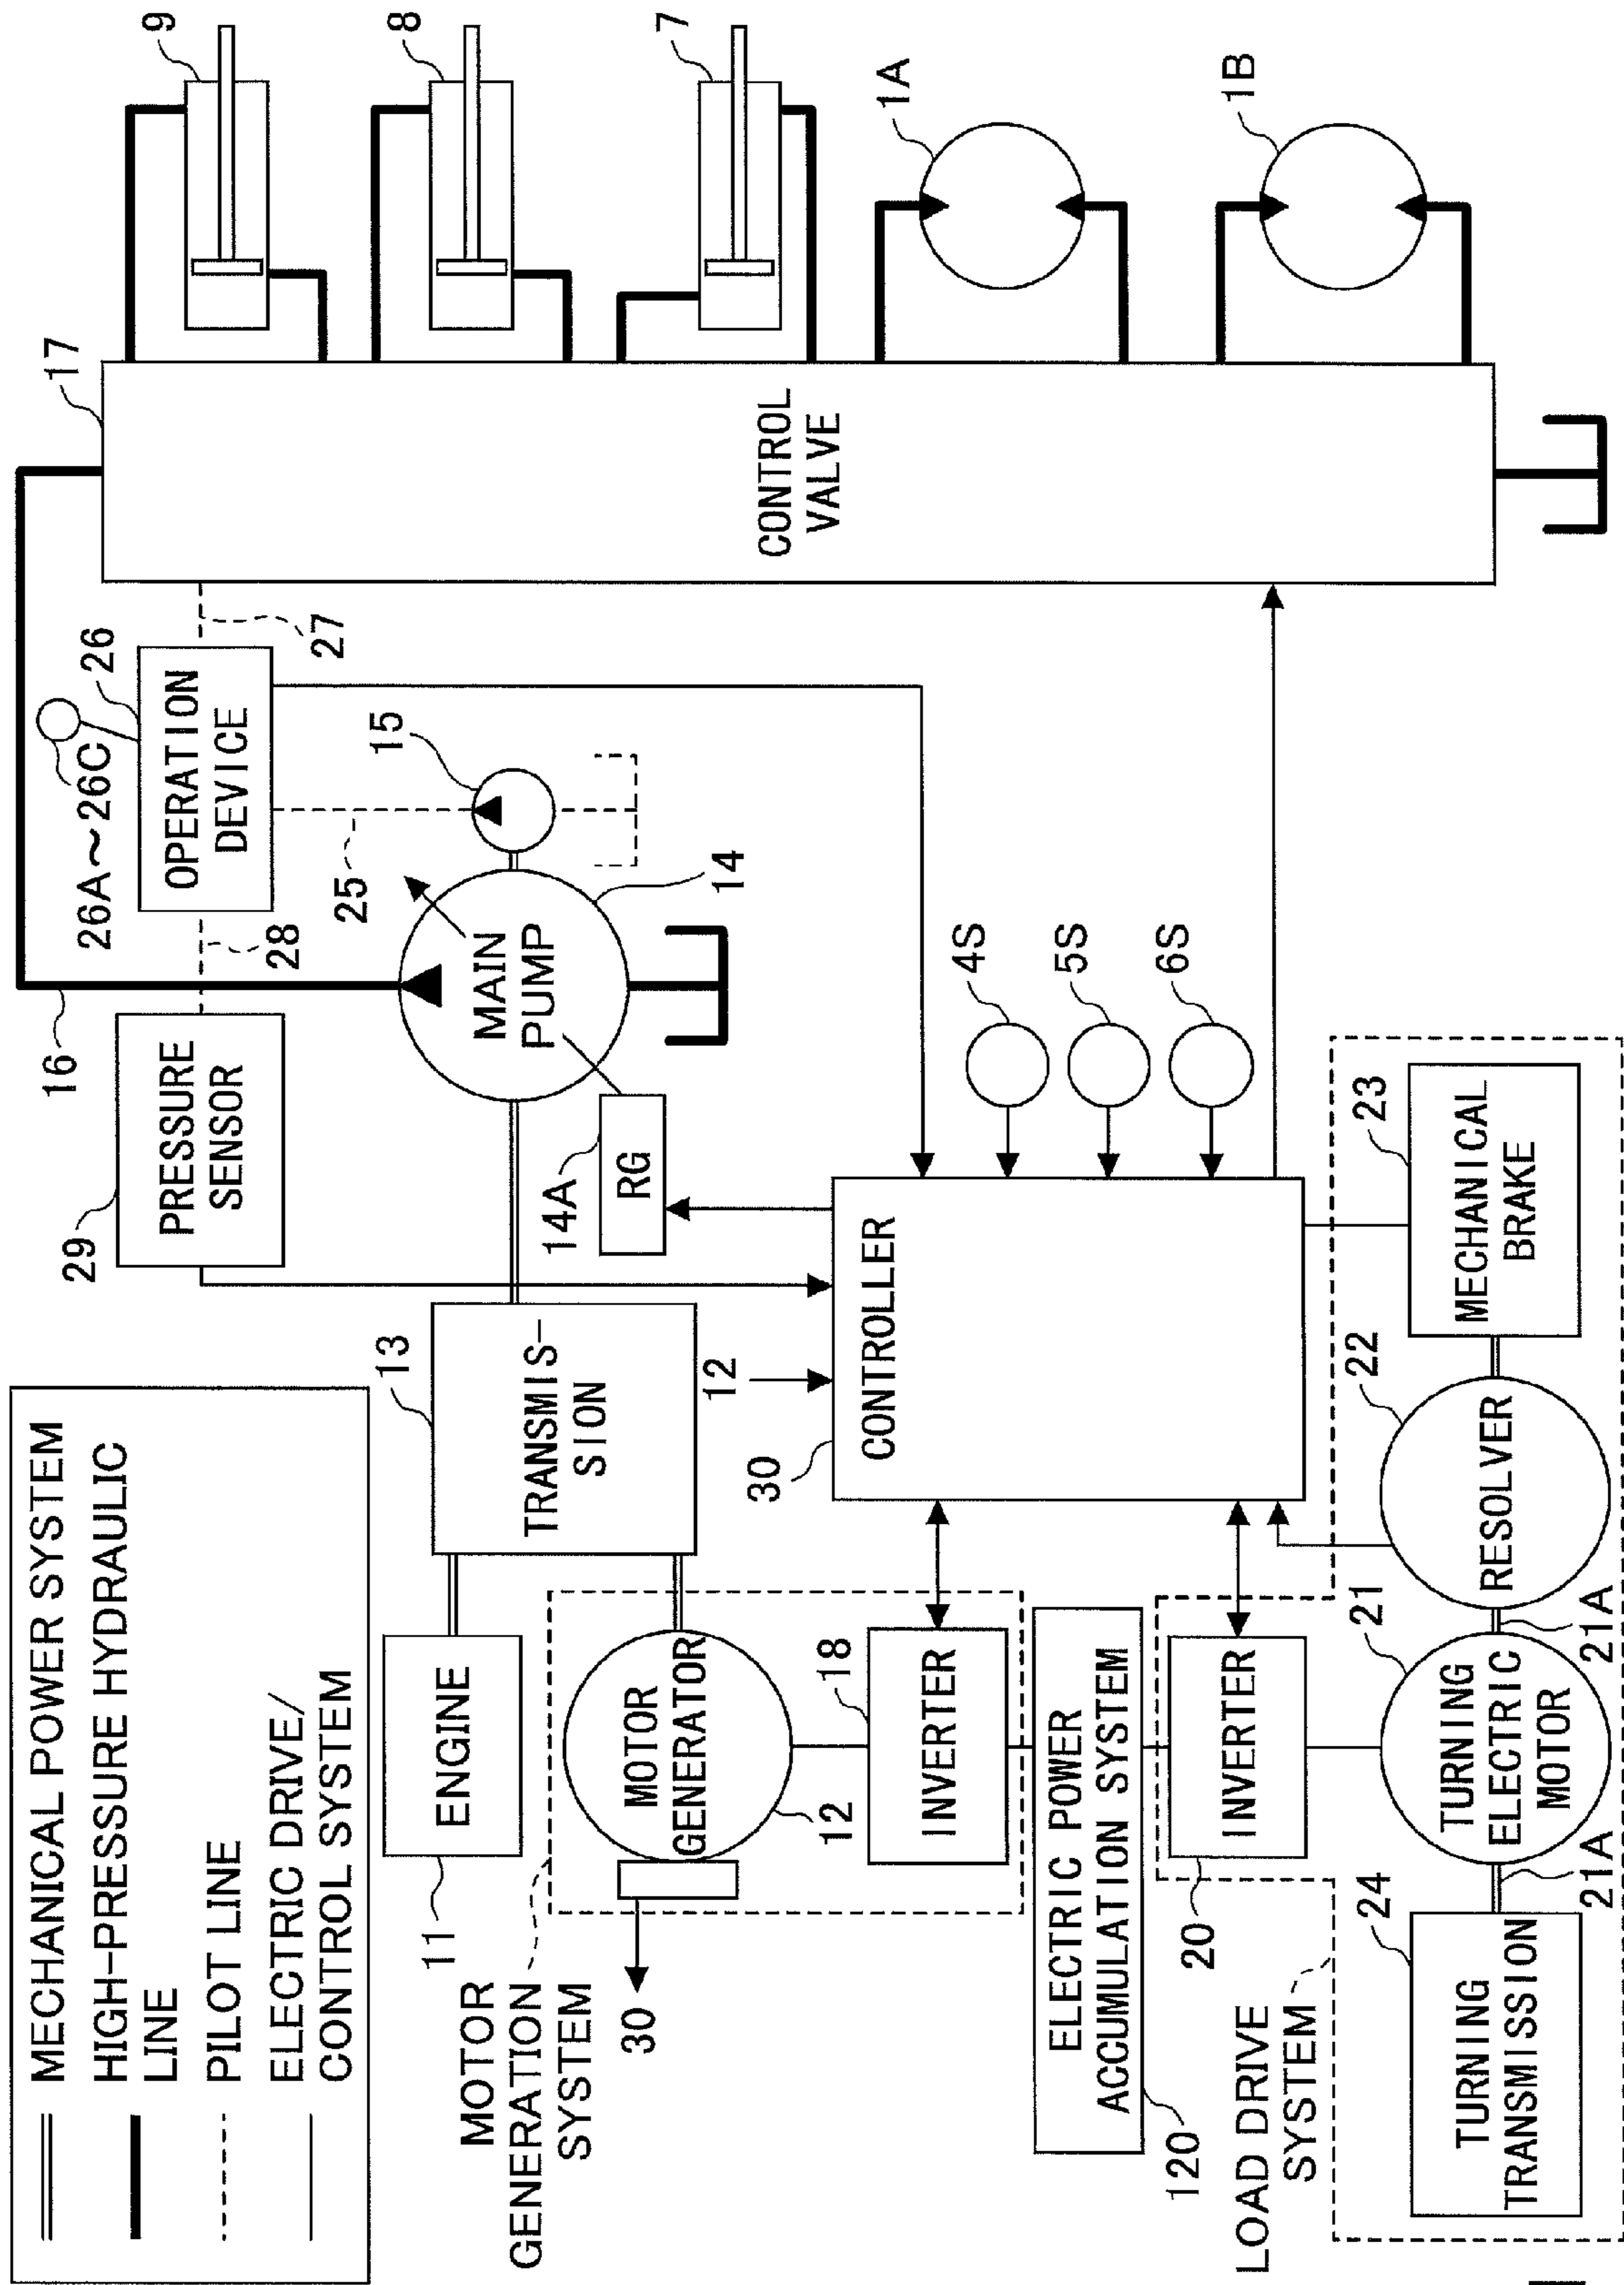 MECHANICAL POWER SYSTEM
HIGH-PRESSURE HYDRAULIC
LINE
PILOT LINE
ELECTRIC DRIVE/
CONTROL SYSTEM
29
PRESSURE
SENSOR
16
28
26A～26C
26
OPERATION
DEVICE
27
17
CONTROL
VALVE
9
8
7
1A
1B
25
15
14
MAIN
PUMP
14A
RG
13
TRANSMIS-
SION
11
ENGINE
MOTOR
GENERATION
SYSTEM
MOTOR
GENERATOR
12
30
18
INVERTER
12
30
CONTROLLER
4S
5S
6S
120
ELECTRIC POWER
ACCUMULATION SYSTEM
LOAD DRIVE
SYSTEM
20
INVERTER
24
TURNING
TRANSMISSION
21A
21
TURNING
ELECTRIC
MOTOR
21A
22
RESOLVER
23
MECHANICAL
BRAKE